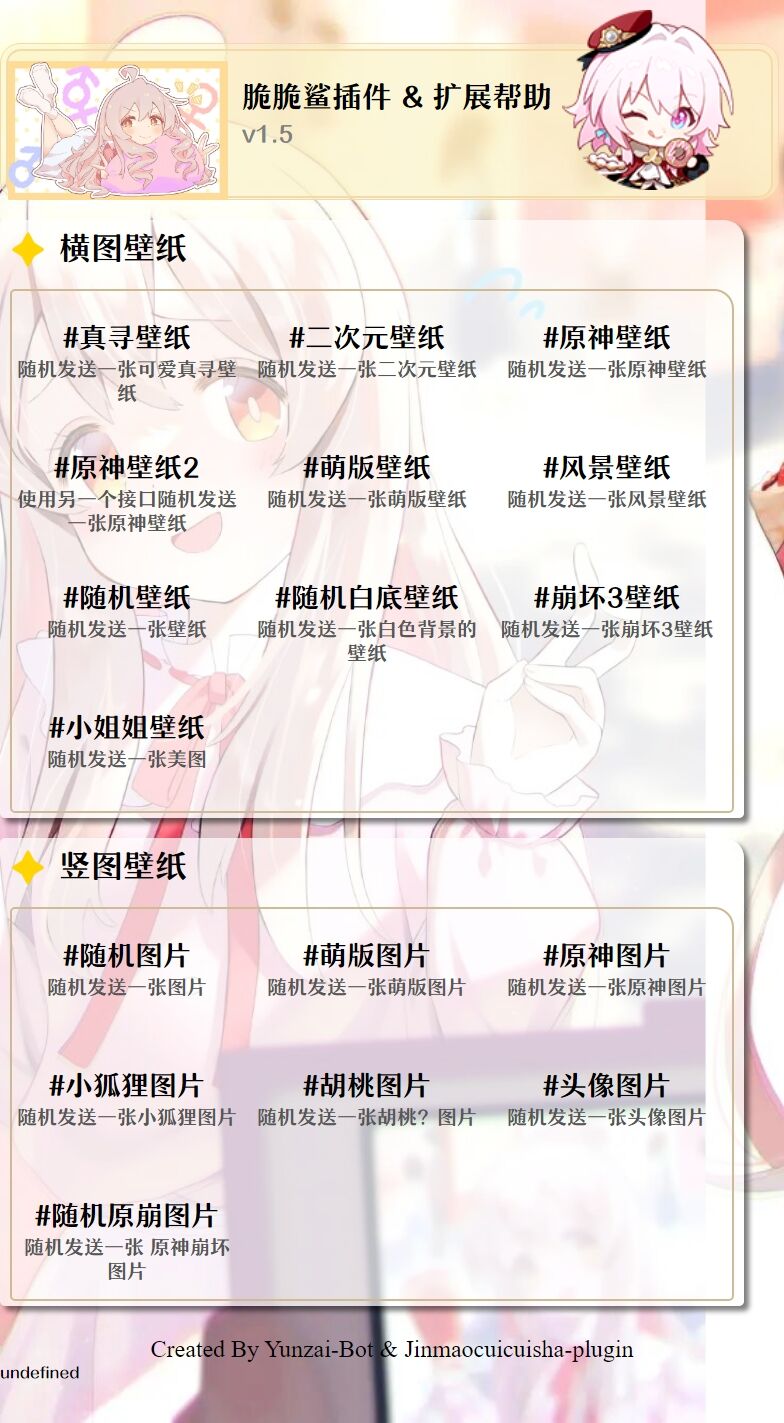 脆脆鲨插件 & 扩展帮助
v1.5
横图壁纸
#真寻壁纸 #二次元壁纸 #原神壁纸
随机发送一张可爱真寻壁 随机发送一张二次元壁纸 随机发送一张原神壁纸
纸
#原神壁纸2 #萌版壁纸 #风景壁纸
使用另一个接口随机发送 随机发送一张萌版壁纸 随机发送一张风景壁纸
一张原神壁纸
#随机壁纸 #随机白底壁纸 #崩坏3壁纸
随机发送一张壁纸 随机发送一张白色背景的 随机发送一张崩坏3壁纸
壁纸
#小姐姐壁纸
随机发送一张美图
竖图壁纸
#随机图片 #萌版图片 #原神图片
随机发送一张图片 随机发送一张萌版图片 随机发送一张原神图片
#小狐狸图片 #胡桃图片 #头像图片
随机发送一张小狐狸图片 随机发送一张胡桃？图片 随机发送一张头像图片
#随机原崩图片
随机发送一张 原神崩坏
图片
Created By Yunzai-Bot & Jinmaocuicuisha-plugin
undefined